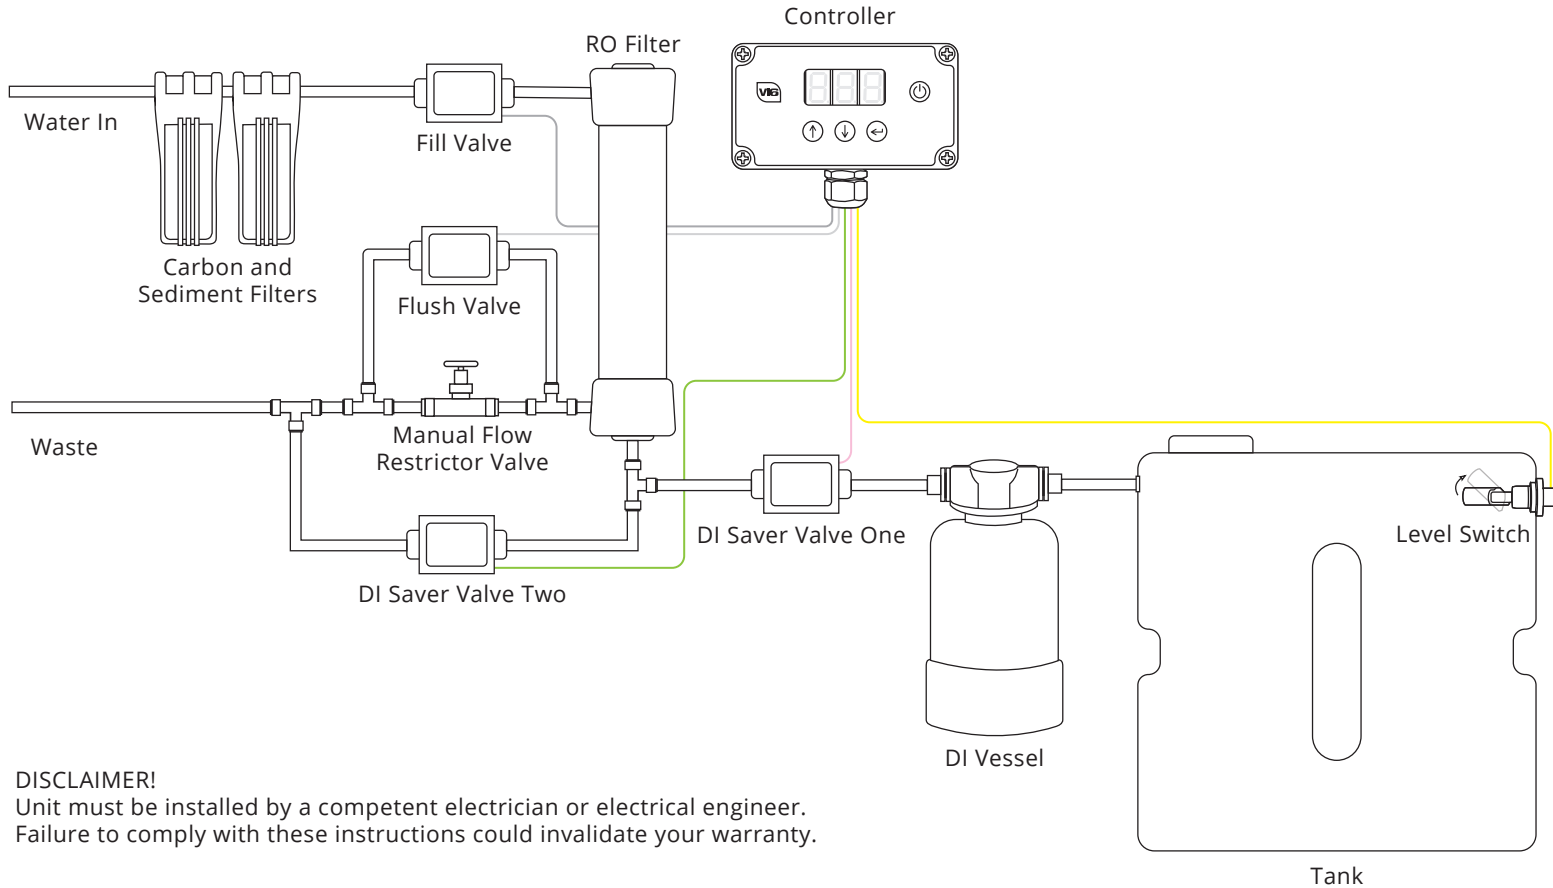 Controller
RO Filter
V16
Water In
Fill Valve
Carbon and
Sediment Filters
Flush Valve
Waste
Manual Flow
Restrictor Valve
DI Saver Valve One
Level Switch
DI Saver Valve Two
DI Vessel
DISCLAIMER!
Unit must be installed by a competent electrician or electrical engineer.
Failure to comply with these instructions could invalidate your warranty.
Tank